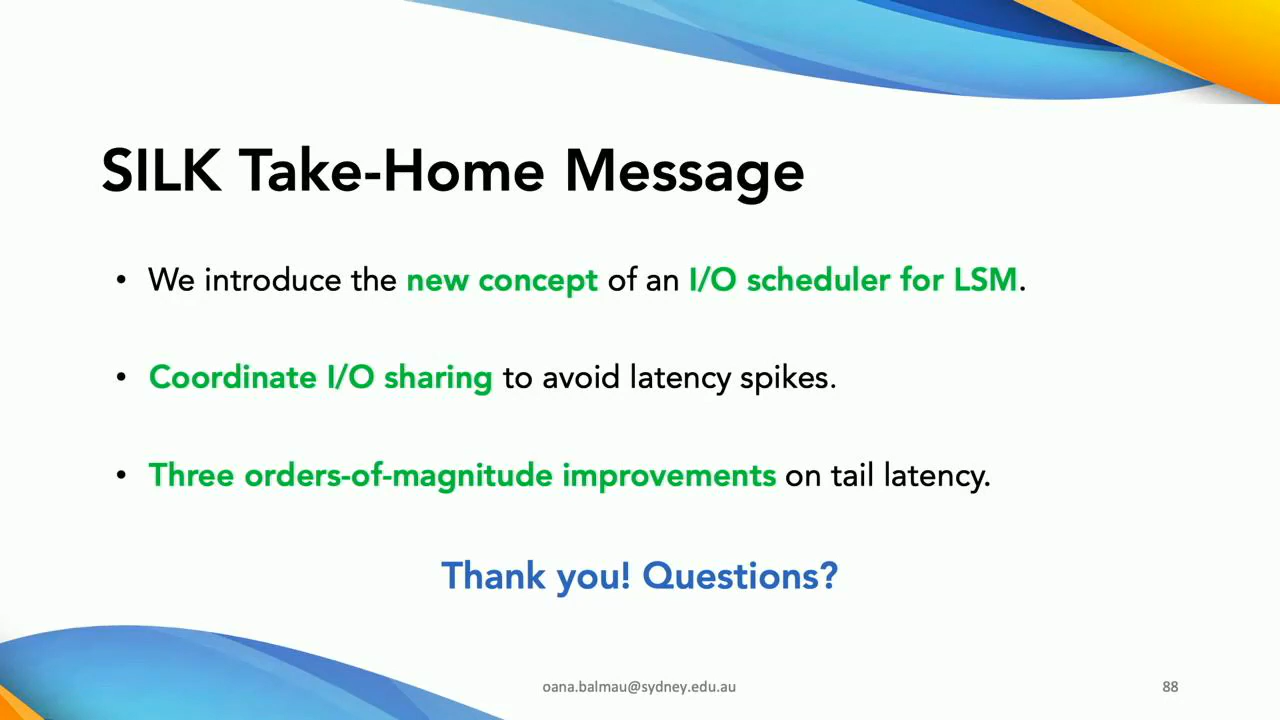 SILK Take-Home Message
• We introduce the new concept of an I/O scheduler for LSM.
• Coordinate I/O sharing to avoid latency spikes.
• Three orders-of-magnitude improvements on tail latency.
Thank you! Questions?
oana.balmau@sydney.edu.au
88